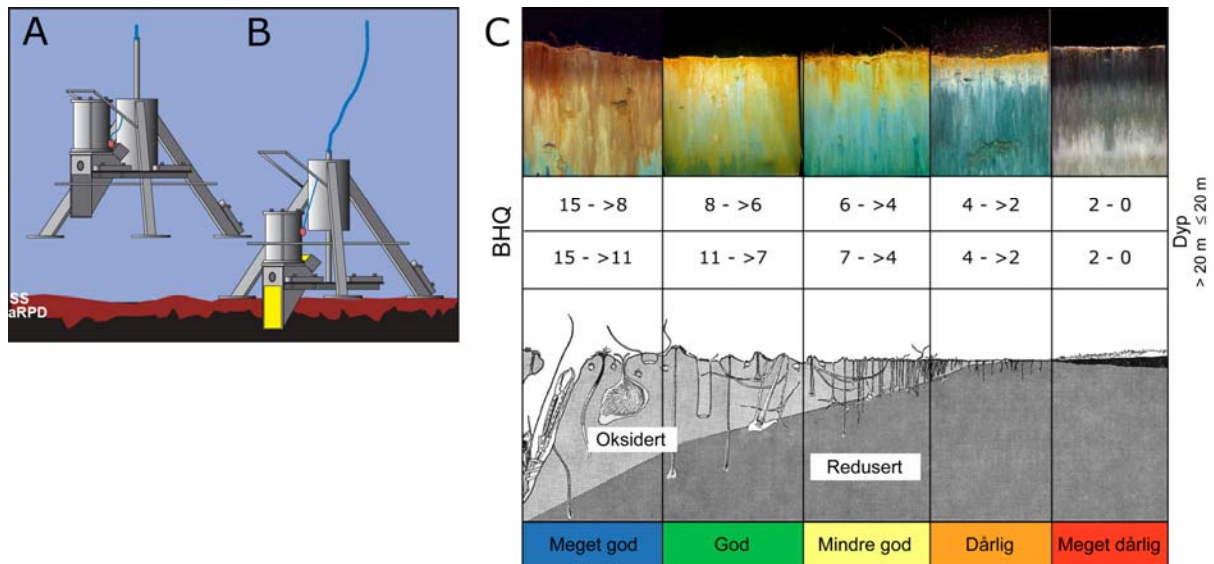 A
B
SS
aRPD
C
BHQ
15 - >8
8 - >6
6 - >4
4 - >2
2 - 0
15 - >11
11 - >7
7 - >4
4 - >2
2 - 0
Dyp
> 20 m ≤ 20 m
Oksidert
Redusert
Meget god
God
Mindre god
Dårlig
Meget dårlig